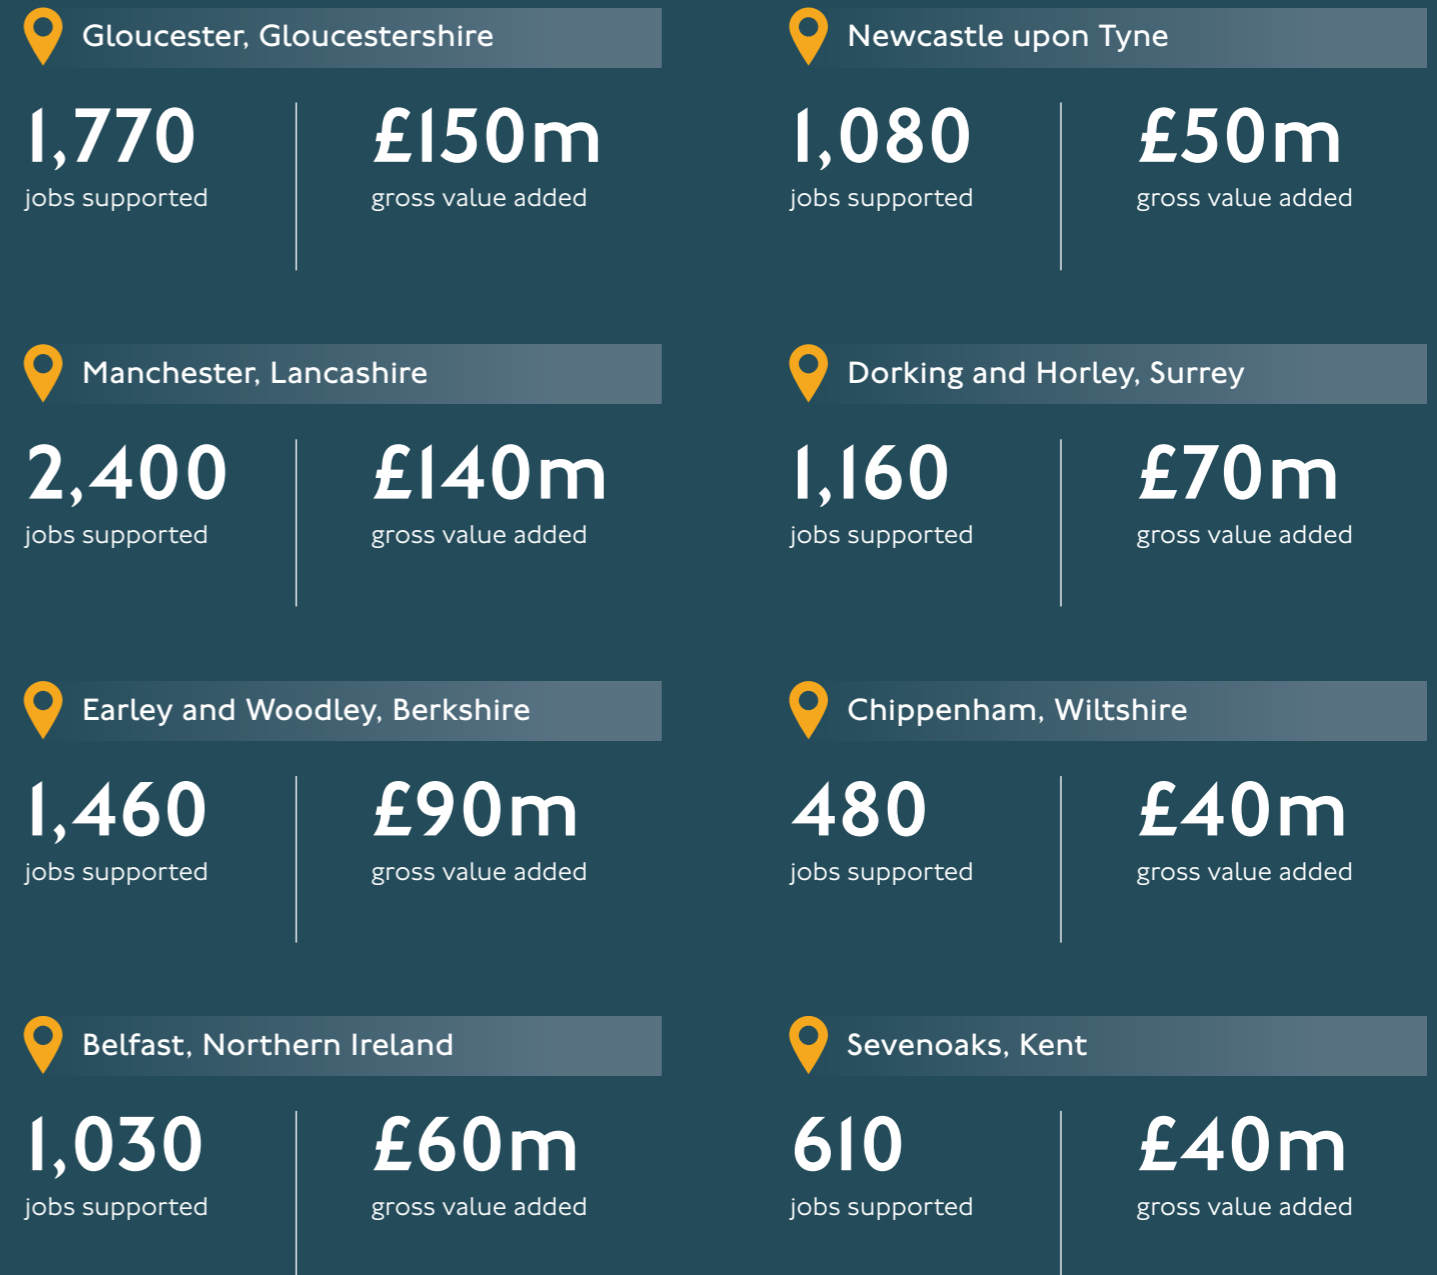 Gloucester, Gloucestershire
1,770
jobs supported
£150m
gross value added
Newcastle upon Tyne
1,080
jobs supported
£50m
gross value added
Manchester, Lancashire
2,400
jobs supported
£140m
gross value added
Dorking and Horley, Surrey
1,160
jobs supported
£70m
gross value added
Earley and Woodley, Berkshire
1,460
jobs supported
£90m
gross value added
Chippenham, Wiltshire
480
jobs supported
£40m
gross value added
Belfast, Northern Ireland
1,030
jobs supported
£60m
gross value added
Sevenoaks, Kent
610
jobs supported
£40m
gross value added